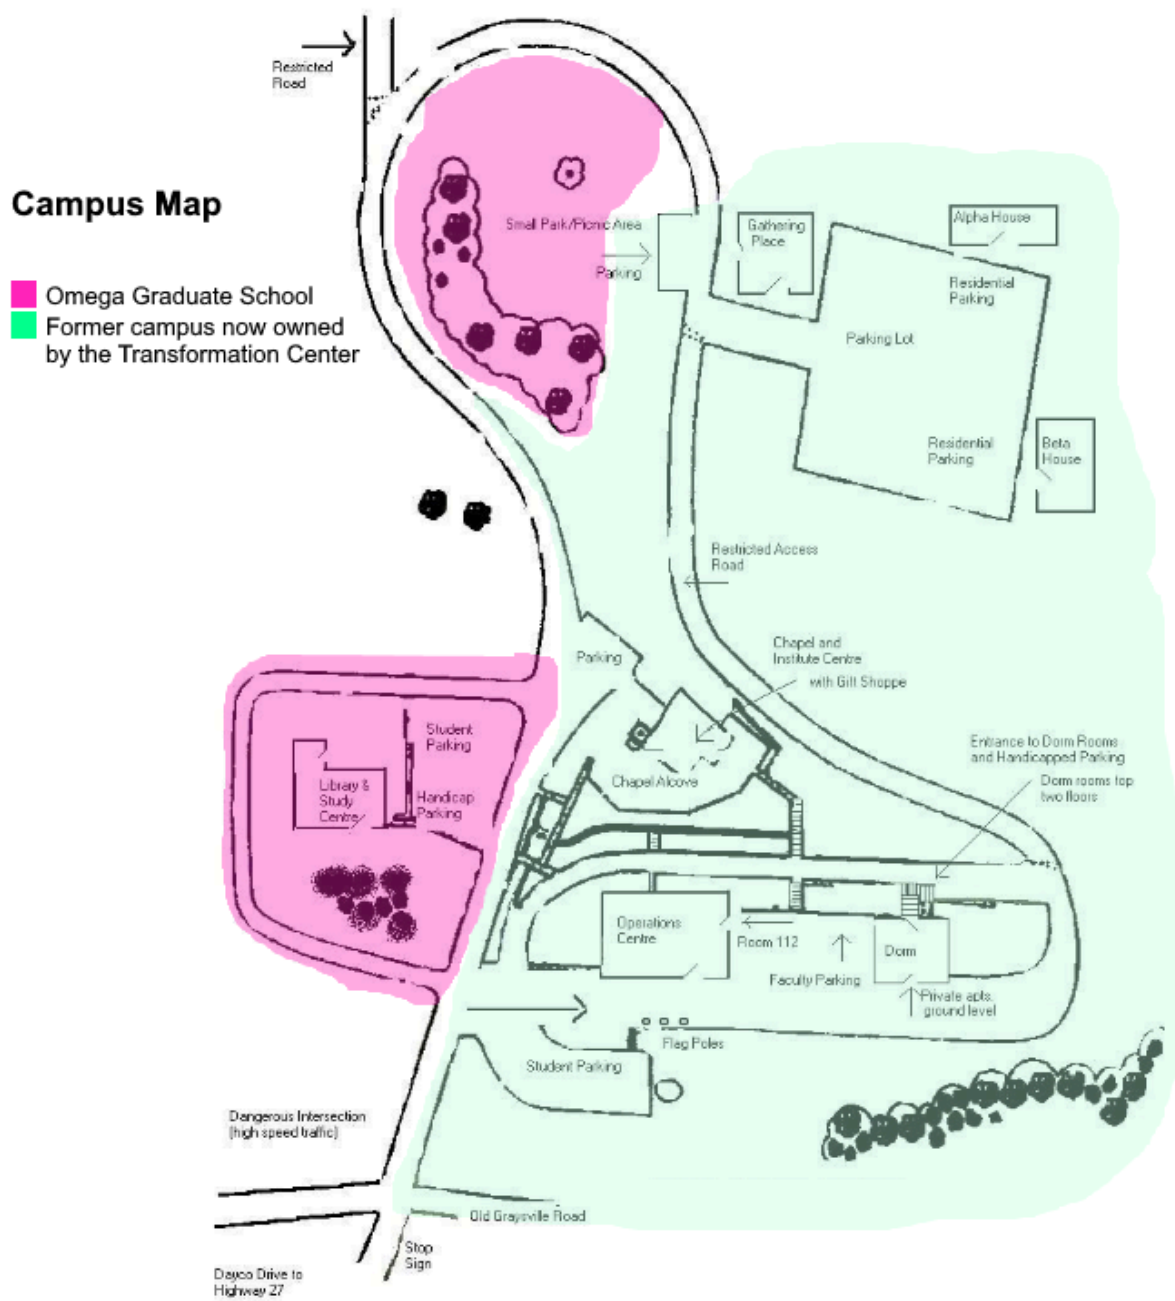 Restricted
Road
Campus Map
Omega Graduate School
Former campus now owned
by the Transformation Center
Small Park/Picnic Area
Parking
Gathering
Place
Alpha House
Residential
Parking
Parking Lot
Residential
Parking
Beta
House
Restricted Access
Road
Parking
Chapel and
Institute Centre
with Gift Shoppe
Student
Parking
Library &
Study
Centre
Handicap
Parking
Chapel Alcove
Entrance to Dorm Rooms
and Handicapped Parking
Dorm rooms top
two floors
Operations
Centre
Room 112
Faculty Parking
Dorm
Private apts.
ground level
Flag Poles
Student Parking
Dangerous Intersection
(high speed traffic)
Old Graysville Road
Stop
Sign
Dayco Drive to
Highway 27